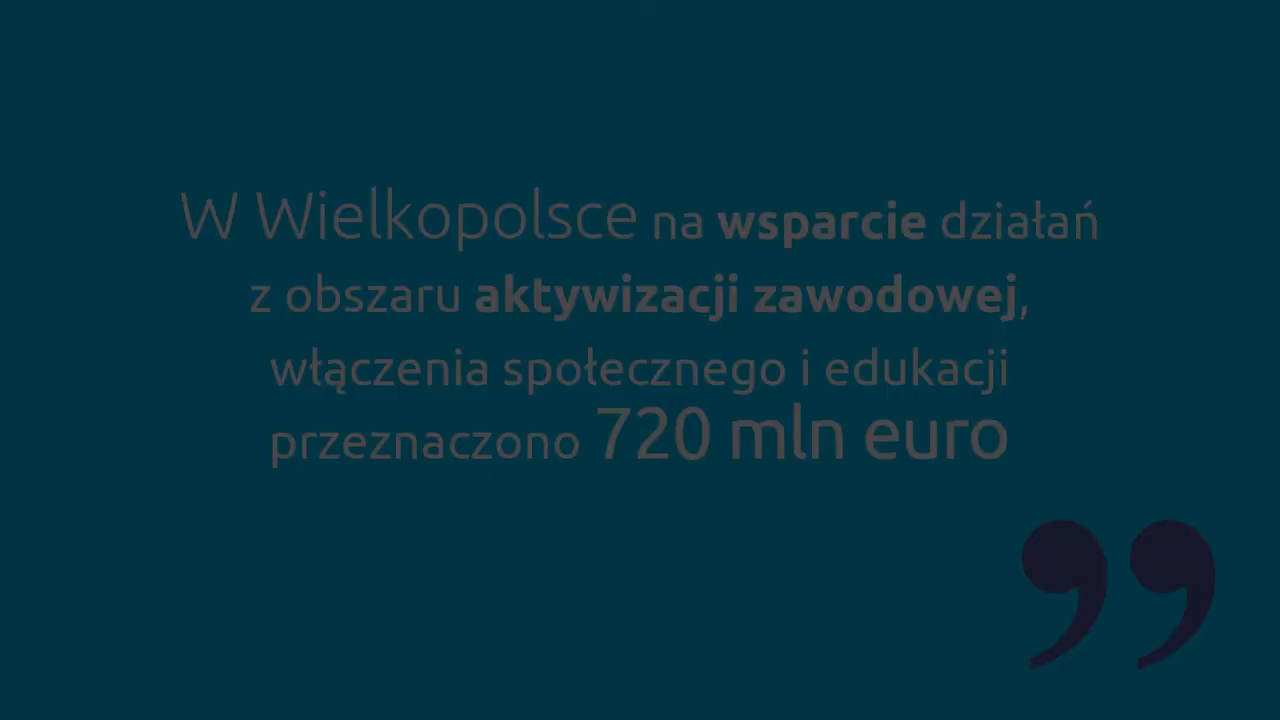 W Wielkopolsce na wsparcie działań
z obszaru aktywizacji zawodowej,
włączenia społecznego i edukacji
przeznaczono 720 mln euro
”